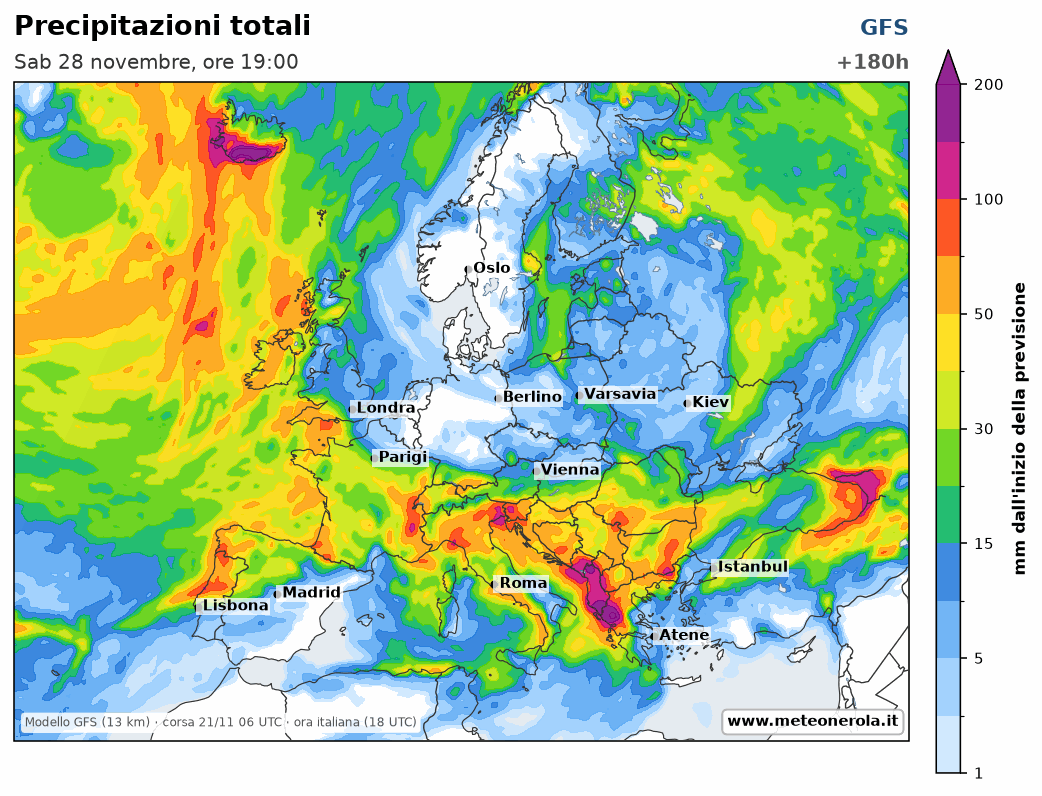 Precipitazioni totali
GFS
Sab 28 novembre, ore 19:00
+180h
200
100
50
30
15
5
1
mm dall'inizio della previsione
Oslo
Berlino
Varsavia
Kiev
Londra
Parigi
Vienna
Istanbul
Roma
Madrid
Lisbona
Atene
Modello GFS (13 km) · corsa 21/11 06 UTC · ora italiana (18 UTC)
www.meteonerola.it